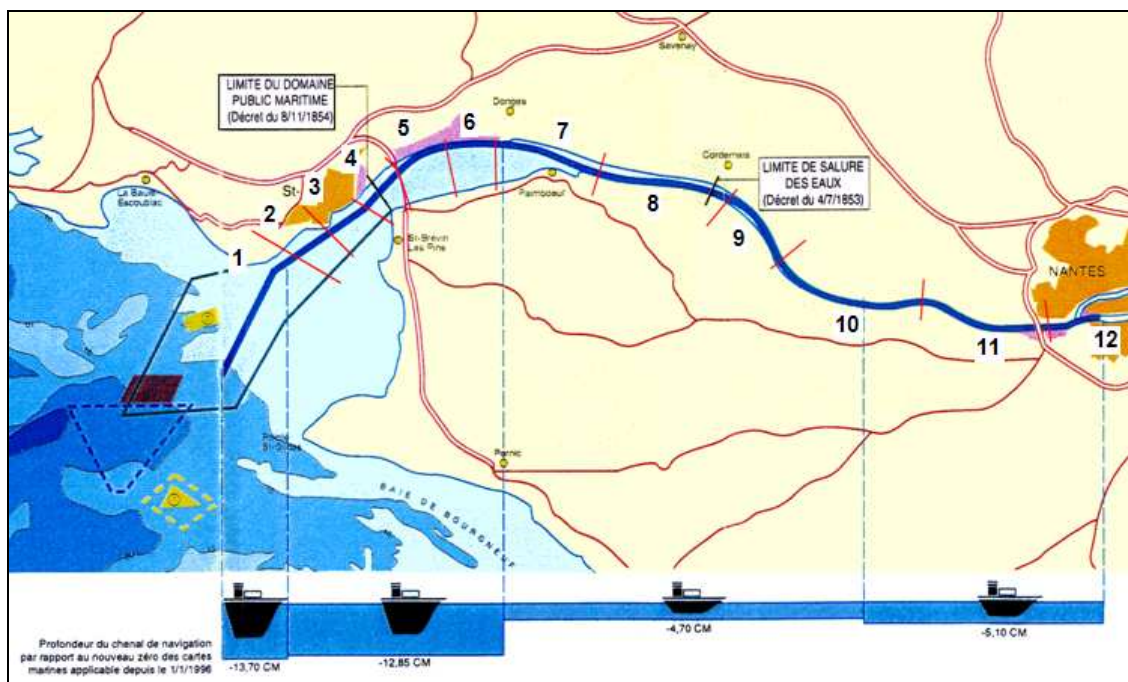 Savenay
LIMITE DU DOMAINE
PUBLIC MARITIME
(Décret du 8/11/1854)
5
6
Donges
7
4
La Baule
Escoublac
St-
3
Cordemais
Paimboeuf
LIMITE DE SALURE
DES EAUX
(Décret du 4/7/1853)
2
8
1
St-Brévin
Les Pins
9
NANTES
10
11
12
Pornic
BAIE DE BOURGNEUF
Profondeur du chenal de navigation
par rapport au nouveau zéro des cartes
marines applicable depuis le 1/1/1996
-13,70 CM
-12,85 CM
-4,70 CM
-5,10 CM